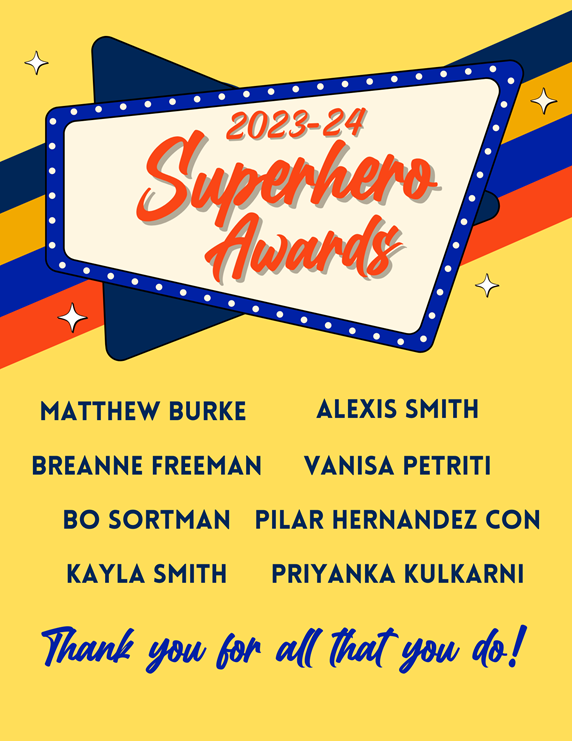 2023-24
Superhero
Awards
MATTHEW BURKE
ALEXIS SMITH
BREANNE FREEMAN
VANISA PETRITI
BO SORTMAN
PILAR HERNANDEZ CON
KAYLA SMITH
PRIYANKA KULKARNI
Thank you for all that you do!